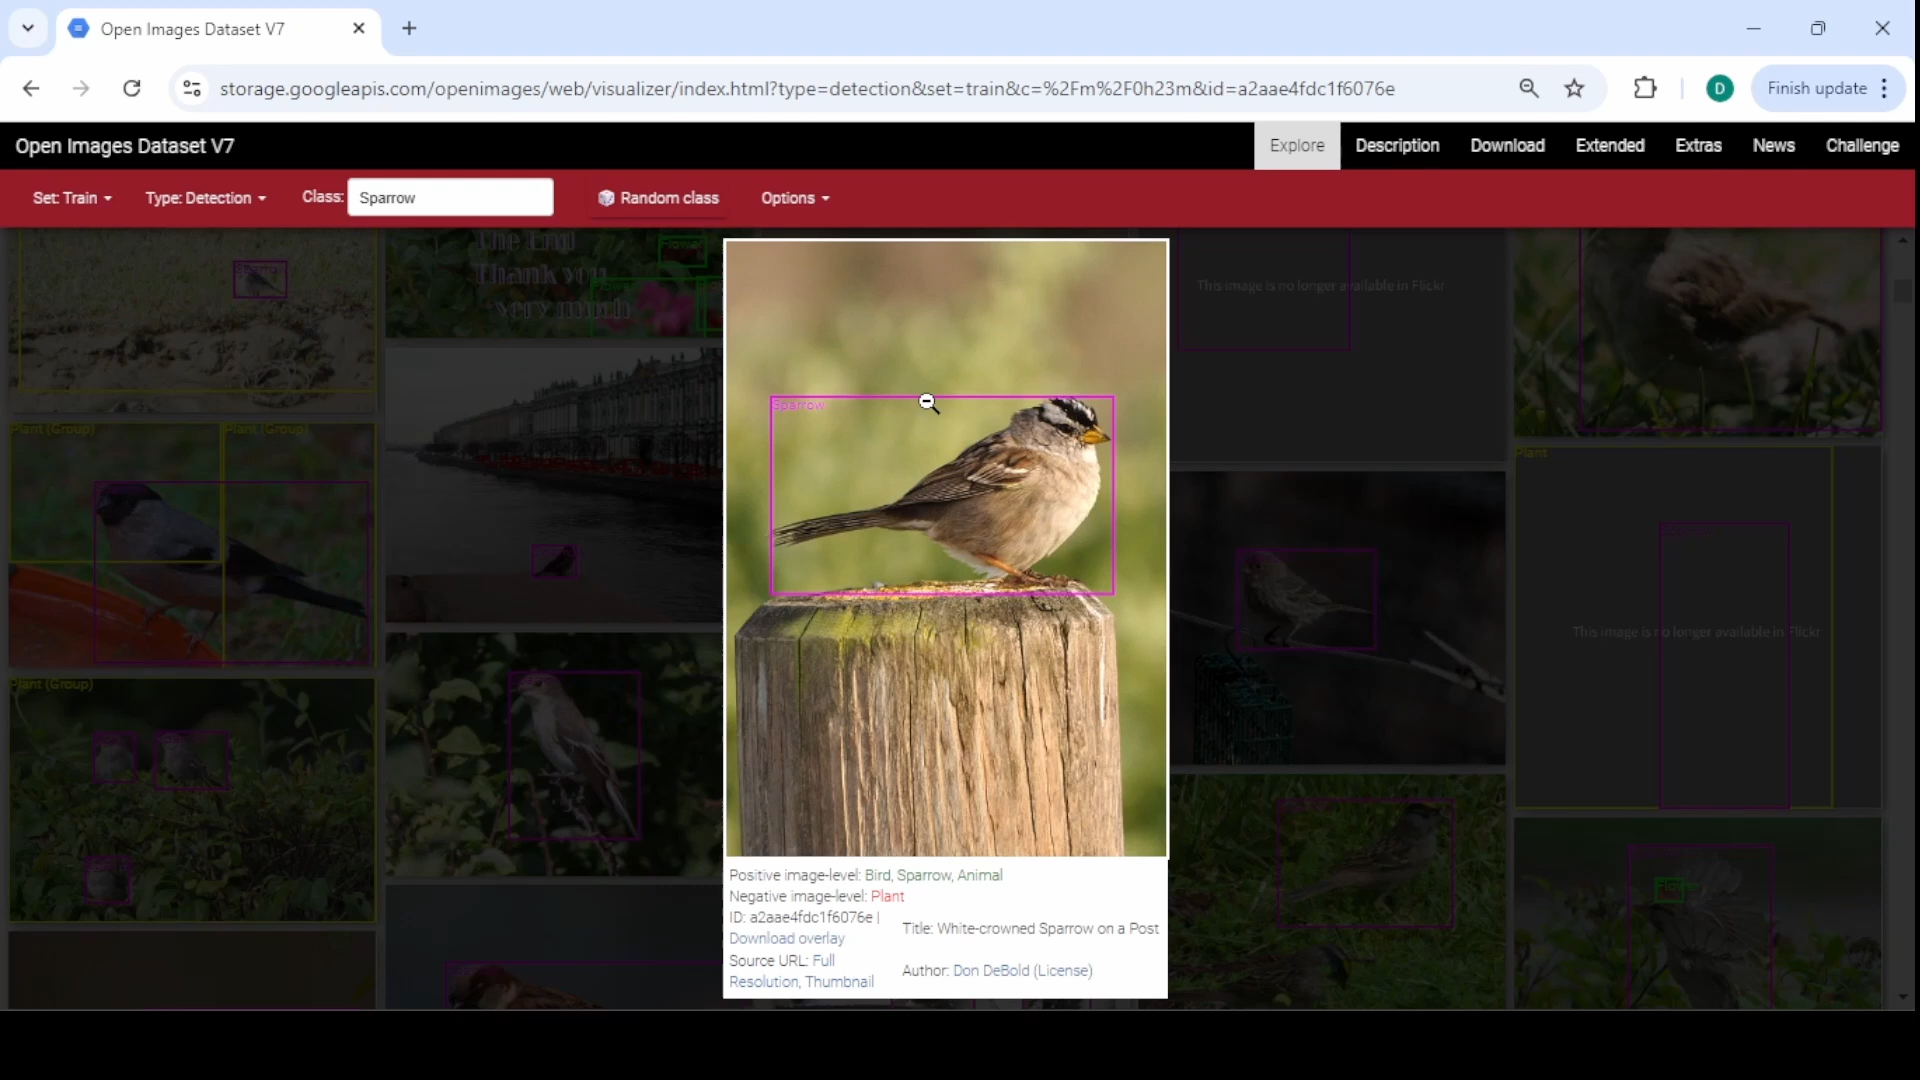 Open Images Dataset V7
storage.googleapis.com/openimages/web/visualizer/index.html?type=detection&set=train&c=%2Fm%2F0h23m&id=a2aae4fdc1f6076e
D
Finish update
Open Images Dataset V7
Explore
Description
Download
Extended
Extras
News
Challenge
Set: Train
Type: Detection
Class:
Sparrow
Random class
Options
The End
Thank you
very much
Flower
This image is no longer available in Flickr
Sparrow
Plant (Group)
Plant (Group)
Plant
This image is no longer available in Flickr
Plant (Group)
Flower
Positive image-level: Bird, Sparrow, Animal
Negative image-level: Plant
ID: a2aae4fdc1f6076e |
Download overlay
Source URL: Full
Resolution, Thumbnail
Title: White-crowned Sparrow on a Post
Author: Don DeBold (License)